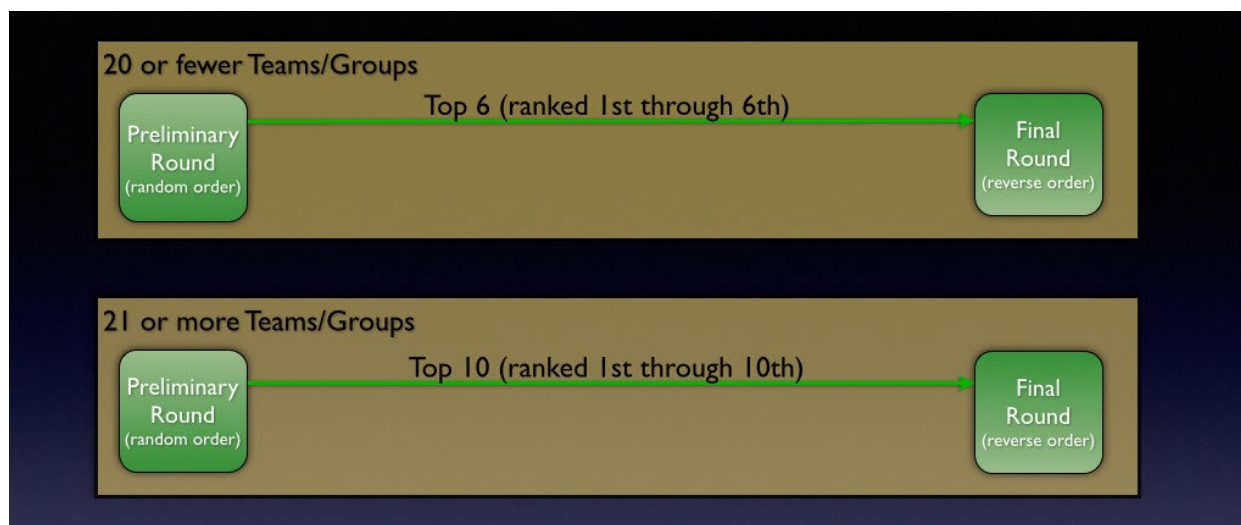 20 or fewer Teams/Groups
Top 6 (ranked 1st through 6th)
Preliminary
Round
(random order)
Final
Round
(reverse order)
21 or more Teams/Groups
Top 10 (ranked 1st through 10th)
Preliminary
Round
(random order)
Final
Round
(reverse order)